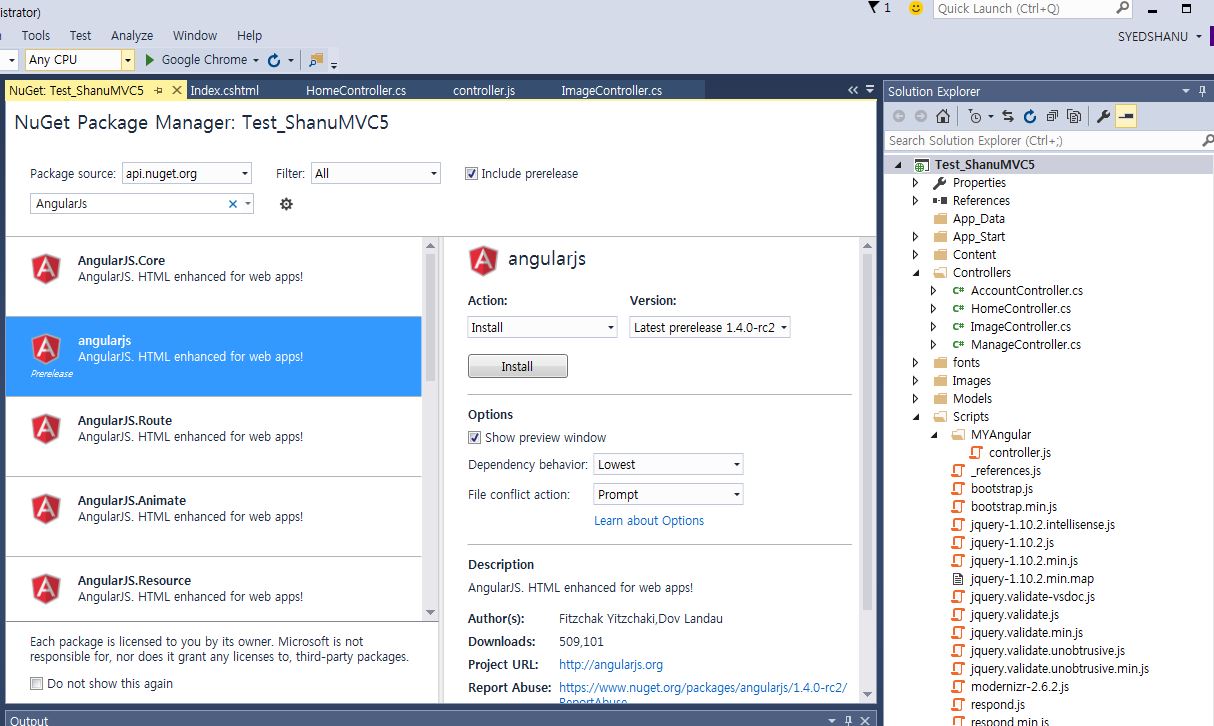 istrator)
1
Quick Launch (Ctrl+Q)
Tools Test Analyze Window Help
SYEDSHANU
Any CPU Google Chrome
NuGet: Test_ShanuMVC5 Index.cshtml HomeController.cs controller.js ImageController.cs
NuGet Package Manager: Test_ShanuMVC5
Package source: api.nuget.org Filter: All Include prerelease
AngularJs
AngularJS.Core
AngularJS. HTML enhanced for web apps!
angularjs
AngularJS. HTML enhanced for web apps!
Prerelease
AngularJS.Route
AngularJS. HTML enhanced for web apps!
AngularJS.Animate
AngularJS. HTML enhanced for web apps!
AngularJS.Resource
AngularJS. HTML enhanced for web apps!
Each package is licensed to you by its owner. Microsoft is not
responsible for, nor does it grant any licenses to, third-party packages.
Do not show this again
angularjs
Action: Version:
Install Latest prerelease 1.4.0-rc2
Install
Options
Show preview window
Dependency behavior: Lowest
File conflict action: Prompt
Learn about Options
Description
AngularJS. HTML enhanced for web apps!
Author(s): Fitzchak Yitzchaki,Dov Landau
Downloads: 509,101
Project URL: http://angularjs.org
Report Abuse: https://www.nuget.org/packages/angularjs/1.4.0-rc2/
ReportAbuse
Output
Solution Explorer
Search Solution Explorer (Ctrl+;)
Test_ShanuMVC5
Properties
References
App_Data
App_Start
Content
Controllers
C# AccountController.cs
C# HomeController.cs
C# ImageController.cs
C# ManageController.cs
fonts
Images
Models
Scripts
MYAngular
controller.js
_references.js
bootstrap.js
bootstrap.min.js
jquery-1.10.2.intellisense.js
jquery-1.10.2.js
jquery-1.10.2.min.js
jquery-1.10.2.min.map
jquery.validate-vsdoc.js
jquery.validate.js
jquery.validate.min.js
jquery.validate.unobtrusive.js
jquery.validate.unobtrusive.min.js
modernizr-2.6.2.js
respond.js
respond.min.js